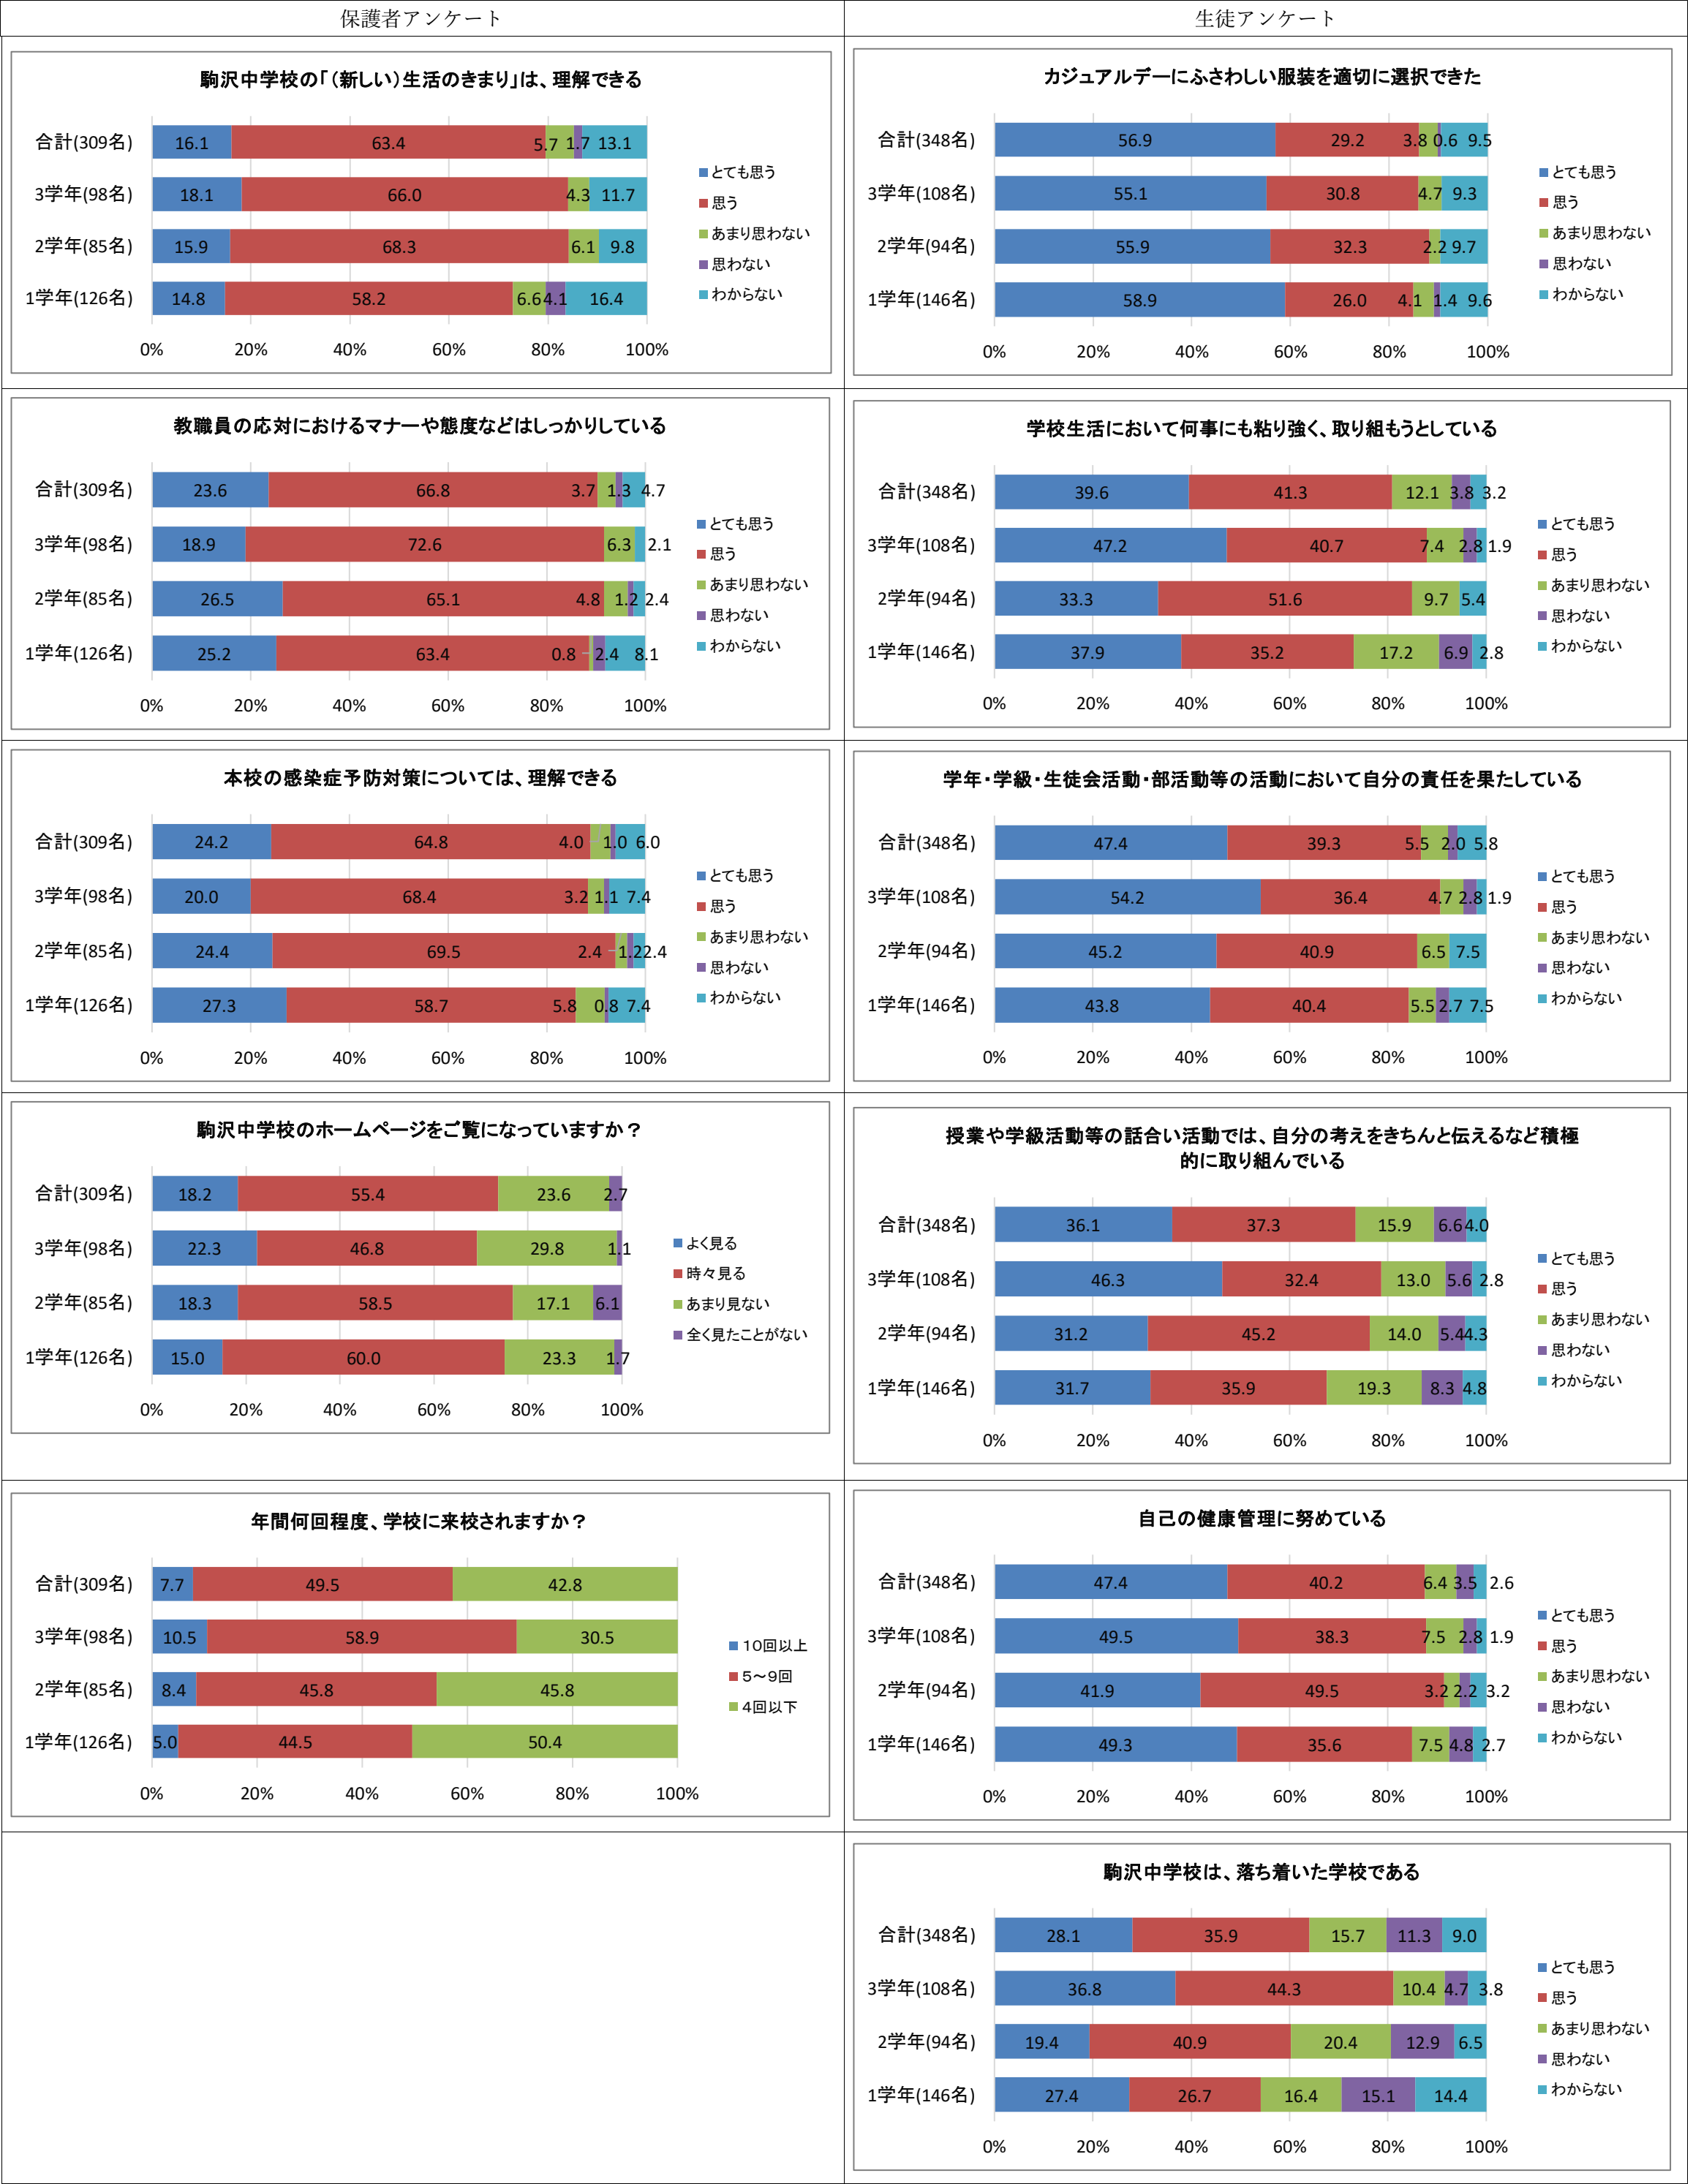 保護者アンケート
生徒アンケート
駒沢中学校の「（新しい）生活のきまり」は、理解できる
合計(309名) 16.1 63.4 5.7 1.7 13.1
3学年(98名) 18.1 66.0 4.3 11.7
2学年(85名) 15.9 68.3 6.1 9.8
1学年(126名) 14.8 58.2 6.6 4.1 16.4
0% 20% 40% 60% 80% 100%
とても思う
思う
あまり思わない
思わない
わからない
カジュアルデーにふさわしい服装を適切に選択できた
合計(348名) 56.9 29.2 3.8 0.6 9.5
3学年(108名) 55.1 30.8 4.7 9.3
2学年(94名) 55.9 32.3 2.2 9.7
1学年(146名) 58.9 26.0 4.1 1.4 9.6
0% 20% 40% 60% 80% 100%
とても思う
思う
あまり思わない
思わない
わからない
教職員の応対におけるマナーや態度などはしっかりしている
合計(309名) 23.6 66.8 3.7 1.3 4.7
3学年(98名) 18.9 72.6 6.3 2.1
2学年(85名) 26.5 65.1 4.8 1.2 2.4
1学年(126名) 25.2 63.4 0.8 2.4 8.1
0% 20% 40% 60% 80% 100%
とても思う
思う
あまり思わない
思わない
わからない
学校生活において何事にも粘り強く、取り組もうとしている
合計(348名) 39.6 41.3 12.1 3.8 3.2
3学年(108名) 47.2 40.7 7.4 2.8 1.9
2学年(94名) 33.3 51.6 9.7 5.4
1学年(146名) 37.9 35.2 17.2 6.9 2.8
0% 20% 40% 60% 80% 100%
とても思う
思う
あまり思わない
思わない
わからない
本校の感染症予防対策については、理解できる
合計(309名) 24.2 64.8 4.0 1.0 6.0
3学年(98名) 20.0 68.4 3.2 1.1 7.4
2学年(85名) 24.4 69.5 2.4 1.2 2.4
1学年(126名) 27.3 58.7 5.8 0.8 7.4
0% 20% 40% 60% 80% 100%
とても思う
思う
あまり思わない
思わない
わからない
学年・学級・生徒会活動・部活動等の活動において自分の責任を果たしている
合計(348名) 47.4 39.3 5.5 2.0 5.8
3学年(108名) 54.2 36.4 4.7 2.8 1.9
2学年(94名) 45.2 40.9 6.5 7.5
1学年(146名) 43.8 40.4 5.5 2.7 7.5
0% 20% 40% 60% 80% 100%
とても思う
思う
あまり思わない
思わない
わからない
駒沢中学校のホームページをご覧になっていますか？
合計(309名) 18.2 55.4 23.6 2.7
3学年(98名) 22.3 46.8 29.8 1.1
2学年(85名) 18.3 58.5 17.1 6.1
1学年(126名) 15.0 60.0 23.3 1.7
0% 20% 40% 60% 80% 100%
よく見る
時々見る
あまり見ない
全く見たことがない
授業や学級活動等の話合い活動では、自分の考えをきちんと伝えるなど積極
的に取り組んでいる
合計(348名) 36.1 37.3 15.9 6.6 4.0
3学年(108名) 46.3 32.4 13.0 5.6 2.8
2学年(94名) 31.2 45.2 14.0 5.4 4.3
1学年(146名) 31.7 35.9 19.3 8.3 4.8
0% 20% 40% 60% 80% 100%
とても思う
思う
あまり思わない
思わない
わからない
年間何回程度、学校に来校されますか？
合計(309名) 7.7 49.5 42.8
3学年(98名) 10.5 58.9 30.5
2学年(85名) 8.4 45.8 45.8
1学年(126名) 5.0 44.5 50.4
0% 20% 40% 60% 80% 100%
１０回以上
５～９回
４回以下
自己の健康管理に努めている
合計(348名) 47.4 40.2 6.4 3.5 2.6
3学年(108名) 49.5 38.3 7.5 2.8 1.9
2学年(94名) 41.9 49.5 3.2 2.2 3.2
1学年(146名) 49.3 35.6 7.5 4.8 2.7
0% 20% 40% 60% 80% 100%
とても思う
思う
あまり思わない
思わない
わからない
駒沢中学校は、落ち着いた学校である
合計(348名) 28.1 35.9 15.7 11.3 9.0
3学年(108名) 36.8 44.3 10.4 4.7 3.8
2学年(94名) 19.4 40.9 20.4 12.9 6.5
1学年(146名) 27.4 26.7 16.4 15.1 14.4
0% 20% 40% 60% 80% 100%
とても思う
思う
あまり思わない
思わない
わからない